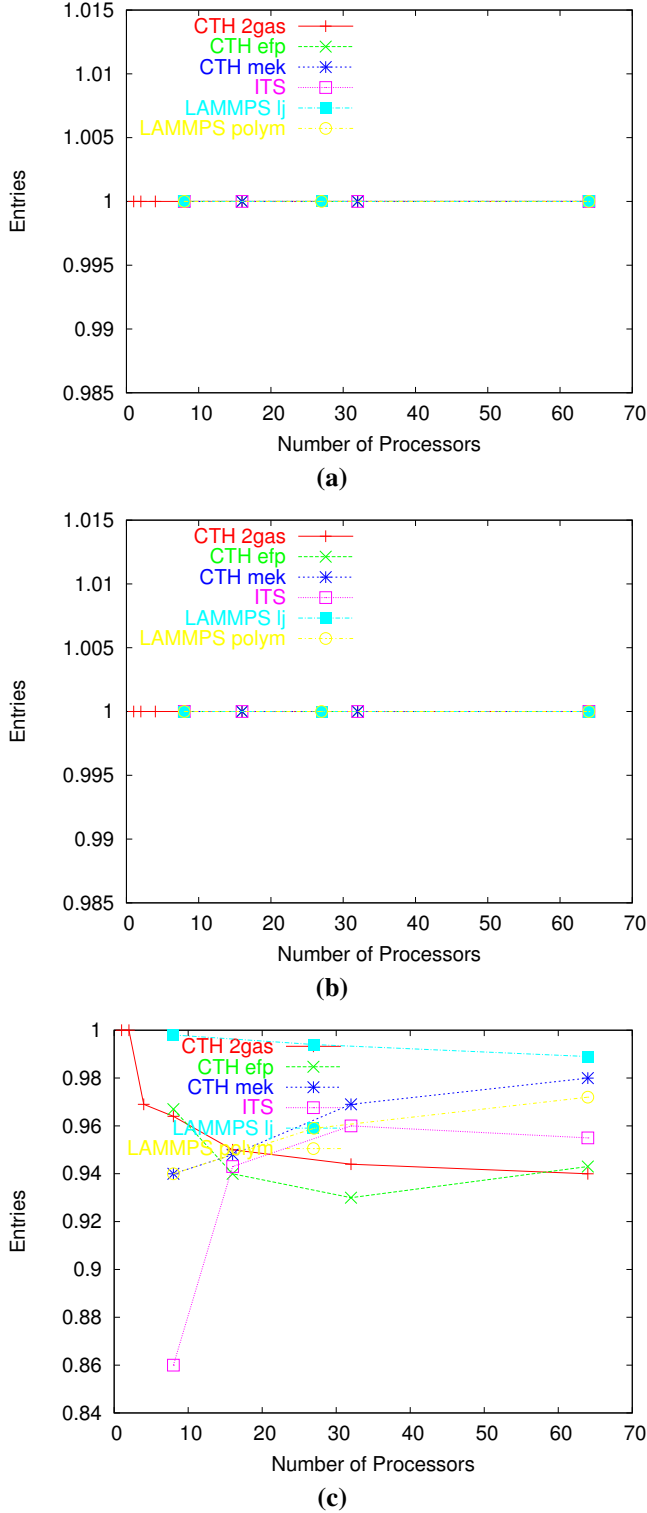 1.015
CTH 2gas
CTH efp
1.01
CTH mek
ITS
1.005
LAMMPS lj
LAMMPS polym
Entries
1
0.995
0.99
0.985
0 10 20 30 40 50 60 70
Number of Processors
(a)
1.015
CTH 2gas
CTH efp
1.01
CTH mek
ITS
1.005
LAMMPS lj
LAMMPS polym
Entries
1
0.995
0.99
0.985
0 10 20 30 40 50 60 70
Number of Processors
(b)
1
CTH 2gas
CTH efp
0.98
CTH mek
ITS
0.96
LAMMPS lj
LAMMPS polym
0.94
Entries
0.92
0.9
0.88
0.86
0.84
0 10 20 30 40 50 60 70
Number of Processors
(c)